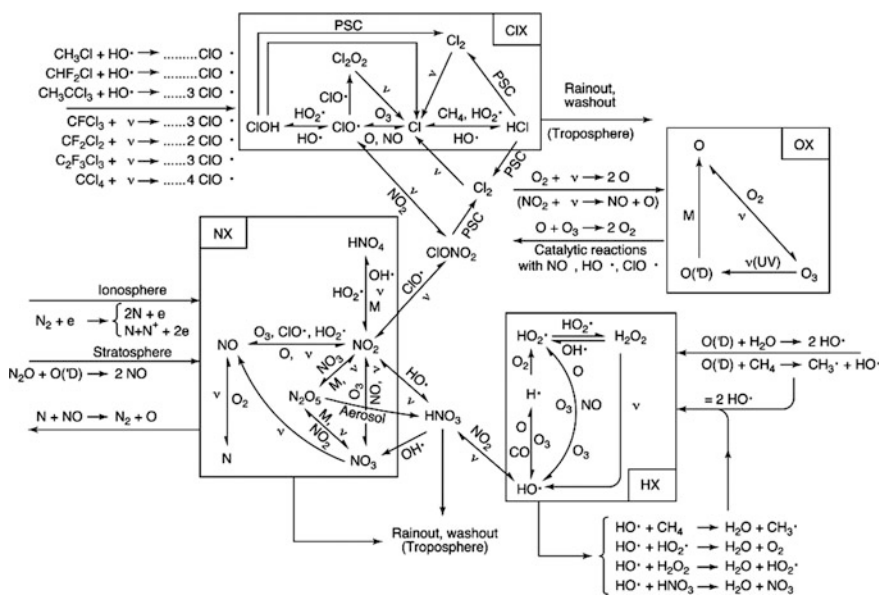 PSC
ClX
CH₃Cl + HO· → ........ClO ·
CHF₂Cl + HO· → ........ClO ·
CH₃CCl₃ + HO· → .....3 ClO ·
CFCl₃ + ν → .....3 ClO ·
CF₂Cl₂ + ν → .....2 ClO ·
C₂F₃Cl₃ + ν → .....3 ClO ·
CCl₄ + ν → .....4 ClO ·
Cl₂
Cl₂O₂
ν
ν
PSC
ClO·
HO₂·
O₃
CH₄, HO₂·
ClOH
ClO·
Cl
HCl
HO·
O, NO
HO·
Rainout,
washout
(Troposphere)
PSC
ν
Cl₂
NO₂
ν
PSC
ClONO₂
O₂ + ν → 2 O
(NO₂ + ν → NO + O)
O + O₃ → 2 O₂
Catalytic reactions
with NO , HO ·, ClO ·
OX
O
O₂
M
ν
ν(UV)
O('D)
O₃
NX
HNO₄
OH·
HO₂·
ν
M
ClO·
ν
Ionosphere
N₂ + e → { 2N + e
N+N⁺ + 2e
Stratosphere
N₂O + O('D) → 2 NO
N + NO → N₂ + O
NO
O₃, ClO·, HO₂·
O, ν
NO₂
NO₃
M, ν
ν
O₃
NO,
HO·
ν
O₂
N₂O₅
Aerosol
HNO₃
M, ν
NO₂
ν
N
NO₃
OH·
NO₂
ν
Rainout, washout
(Troposphere)
HO₂·
HO₂·
H₂O₂
OH·
O₂
O
H·
O₃
NO
O
O₃
CO
O₃
ν
HO·
HX
O('D) + H₂O → 2 HO·
O('D) + CH₄ → CH₃· + HO·
= 2 HO·
HO· + CH₄ → H₂O + CH₃·
HO· + HO₂· → H₂O + O₂
HO· + H₂O₂ → H₂O + HO₂·
HO· + HNO₃ → H₂O + NO₃